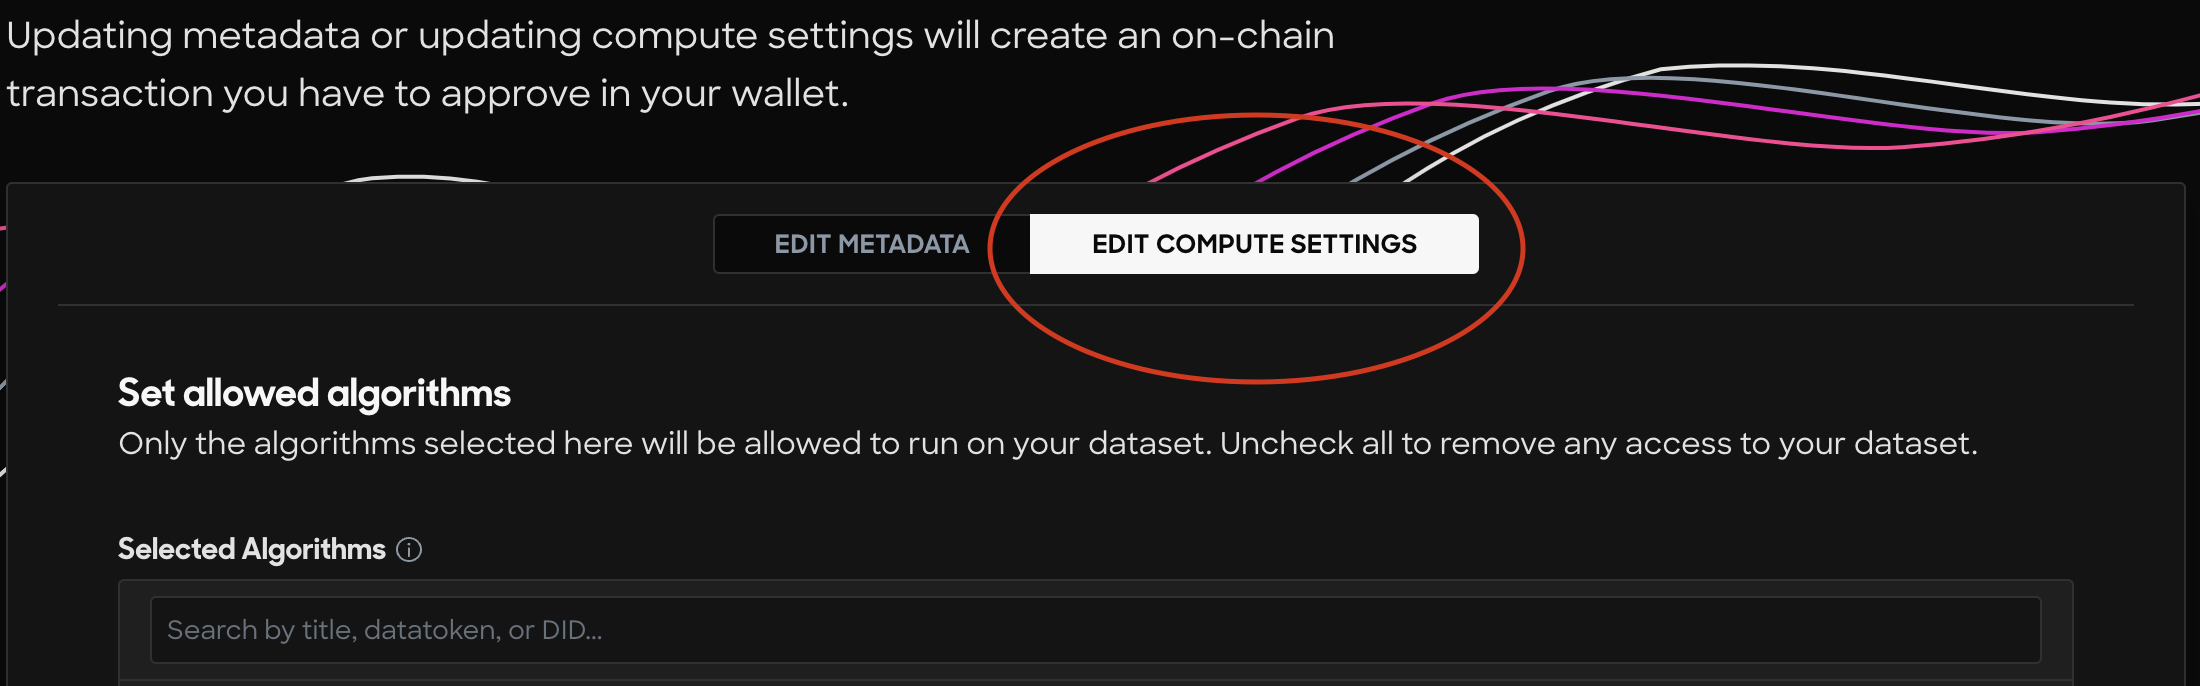 Updating metadata or updating compute settings will create an on-chain
transaction you have to approve in your wallet.
EDIT METADATA
EDIT COMPUTE SETTINGS
Set allowed algorithms
Only the algorithms selected here will be allowed to run on your dataset. Uncheck all to remove any access to your dataset.
Selected Algorithms
Search by title, datatoken, or DID...